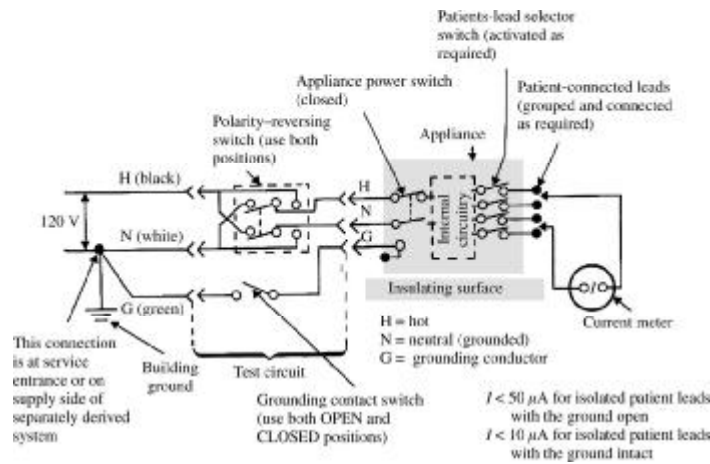 Patients-lead selector
switch (activated as
required)
Appliance power switch
(closed)
Patient-connected leads
(grouped and connected
as required)
Polarity–reversing
switch (use both
positions)
Appliance
H (black)
H
120 V
N
N (white)
G
Internal
circuitry
Insulating surface
G (green)
Current meter
H = hot
N = neutral (grounded)
G = grounding conductor
This connection
is at service
entrance or on
supply side of
separately derived
system
Building
ground
Test circuit
Grounding contact switch
(use both OPEN and
CLOSED positions)
I < 50 µA for isolated patient leads
with the ground open
I < 10 µA for isolated patient leads
with the ground intact